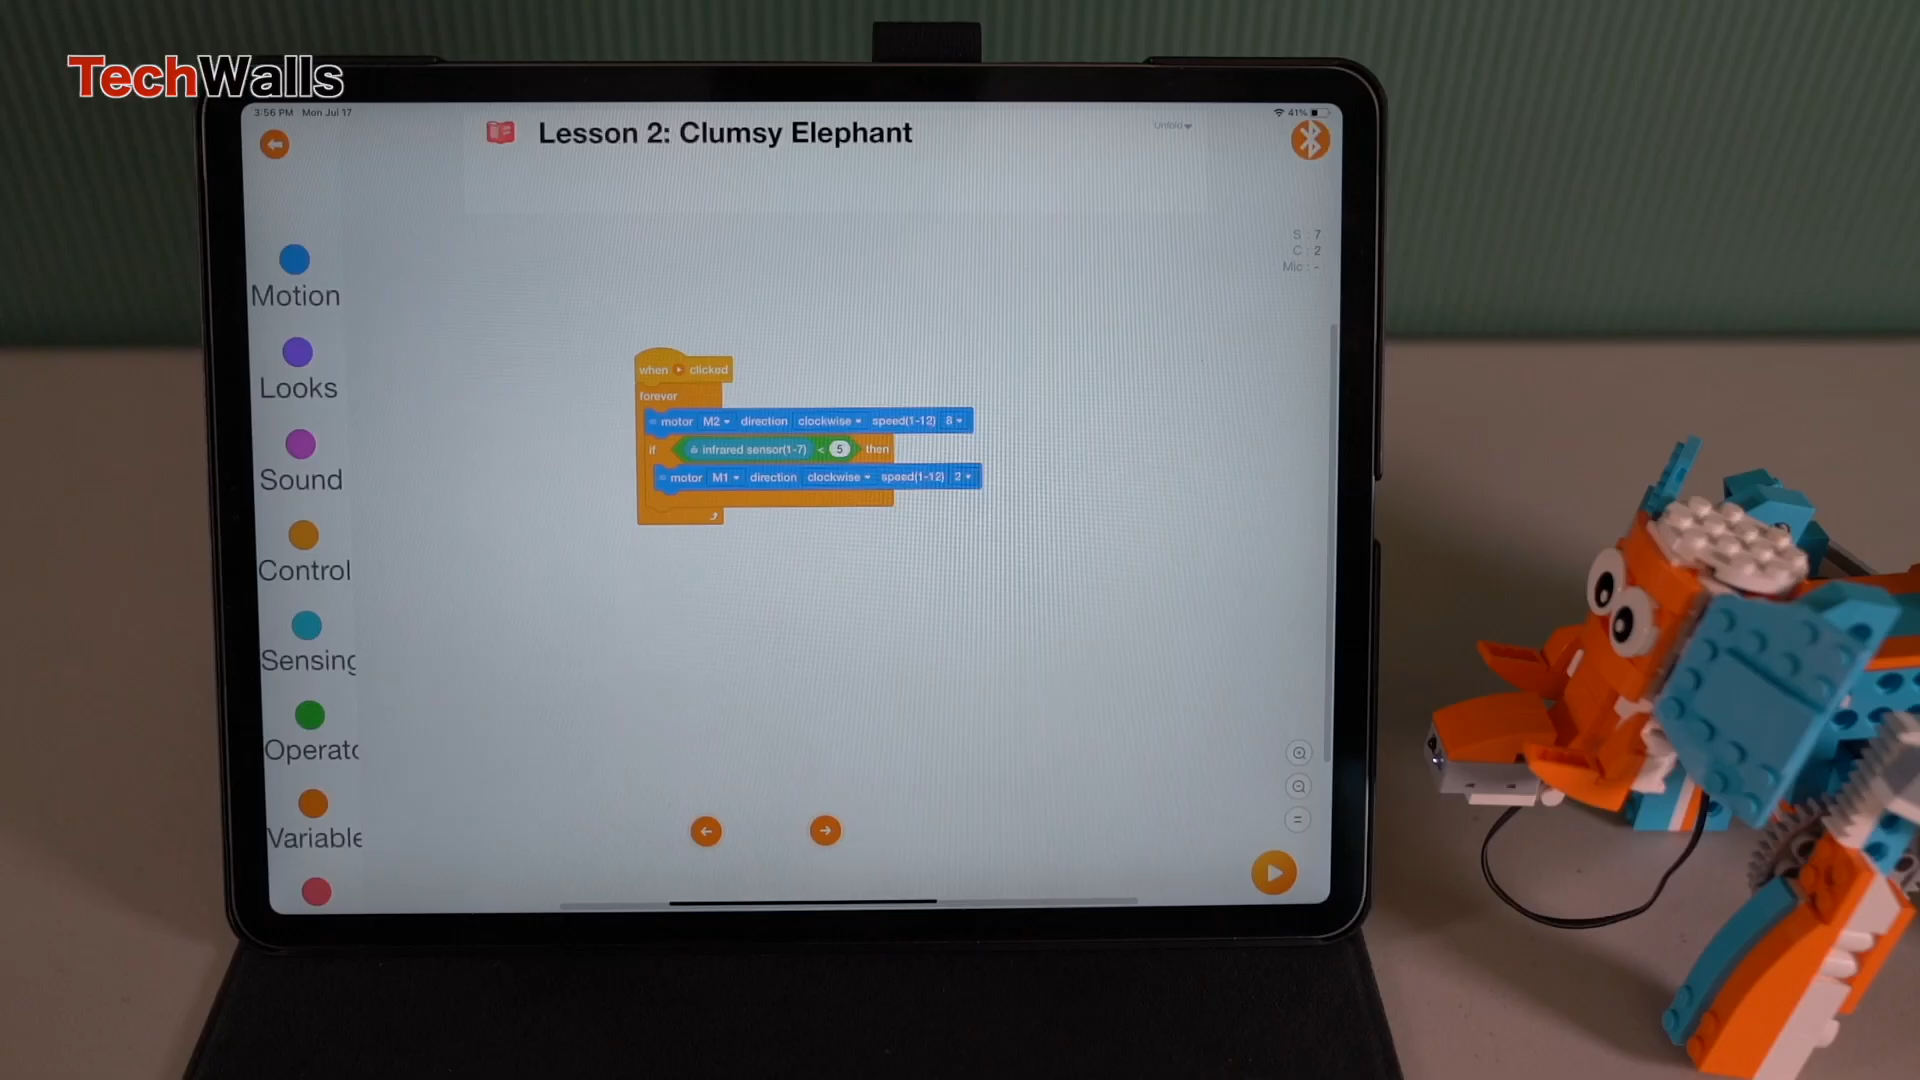 TechWalls
3:56 PM Mon Jul 17
41%
Lesson 2: Clumsy Elephant
Unfold
S : 7
C : 2
Mic : -
Motion
Looks
Sound
Control
Sensing
Operato
Variable
when clicked
forever
motor M2 direction clockwise speed(1-12) 8
if infrared sensor(1-7) < 5 then
motor M1 direction clockwise speed(1-12) 2